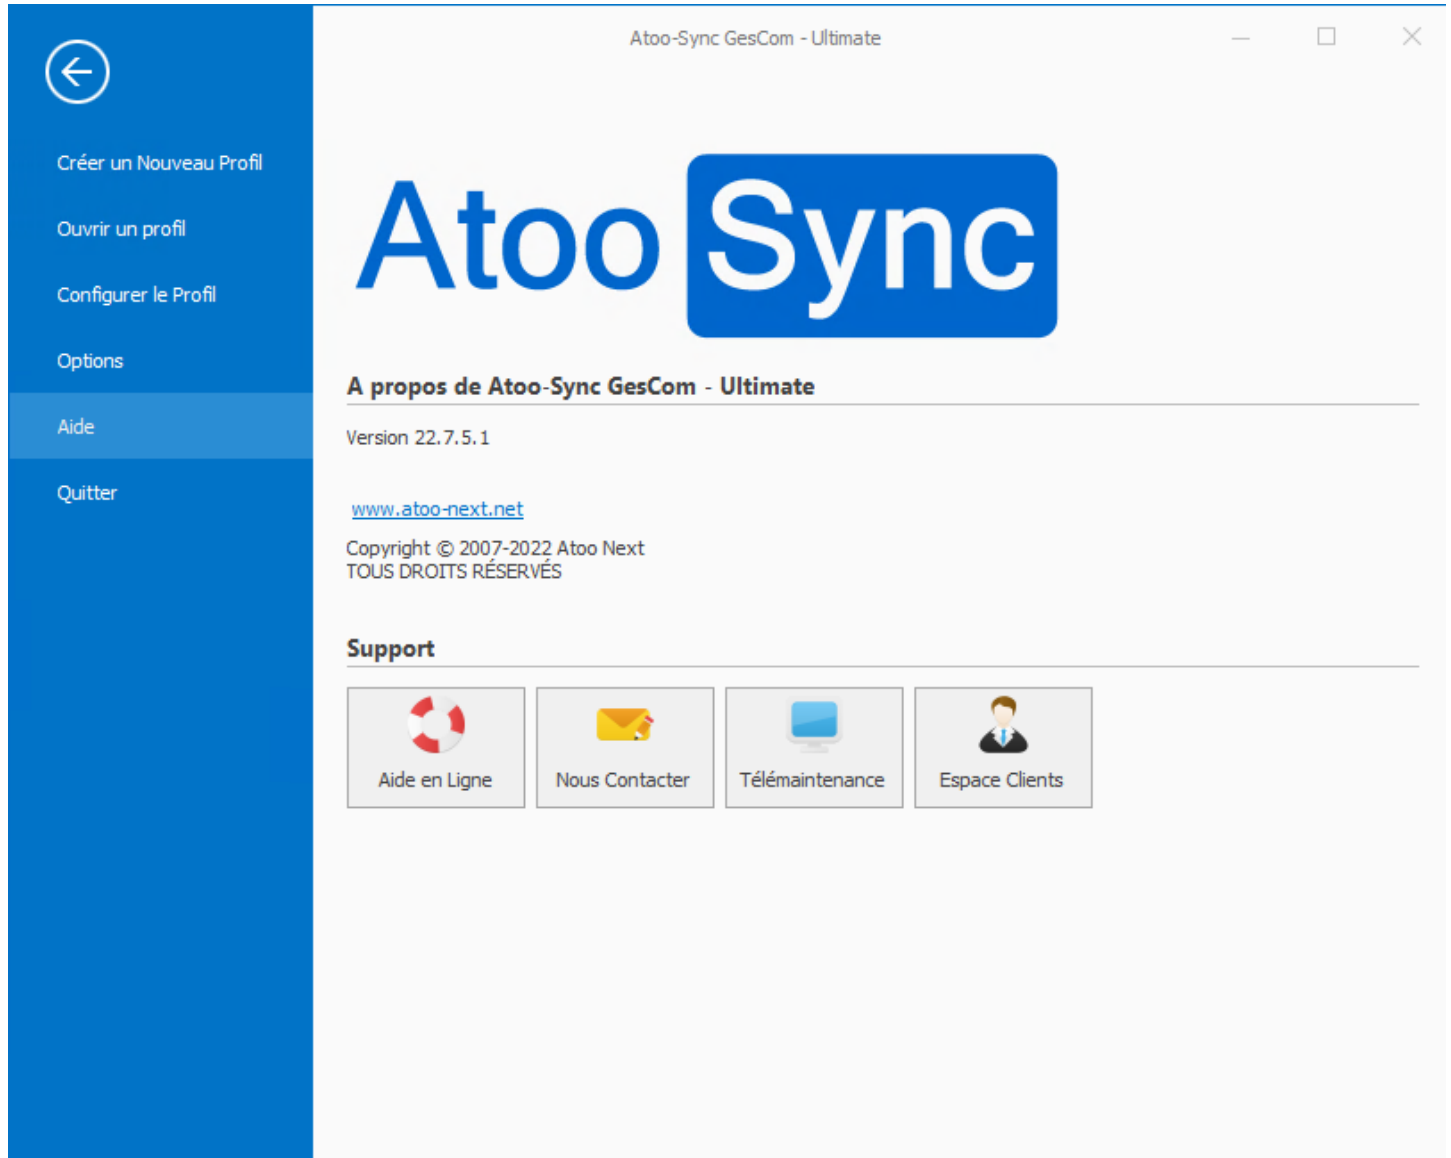 Atoo-Sync GesCom - Ultimate
Créer un Nouveau Profil
Ouvrir un profil
Configurer le Profil
Options
Aide
Quitter
Atoo Sync
A propos de Atoo-Sync GesCom - Ultimate
Version 22.7.5.1
www.atoo-next.net
Copyright © 2007-2022 Atoo Next
TOUS DROITS RÉSERVÉS
Support
Aide en Ligne
Nous Contacter
Télémaintenance
Espace Clients